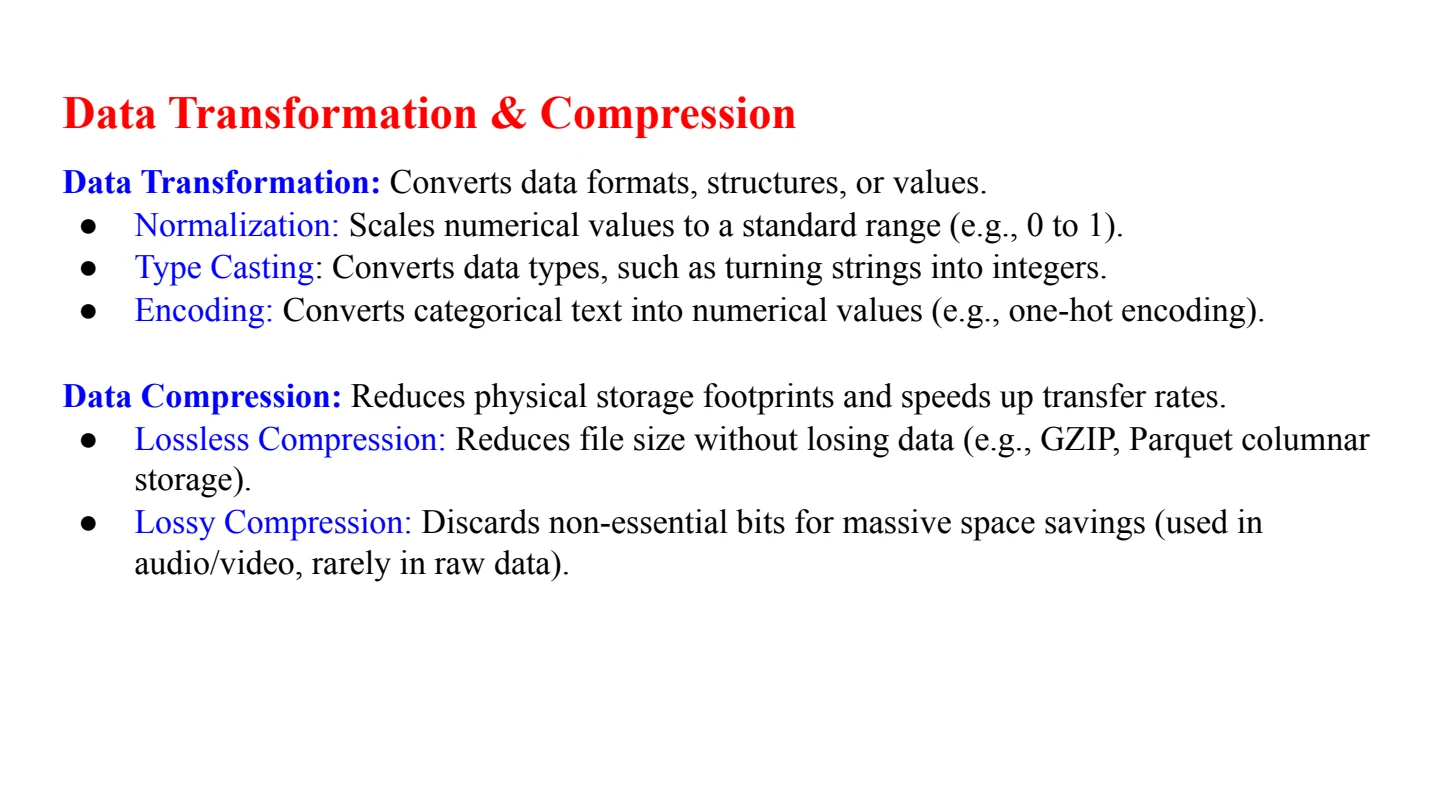 Data Transformation & Compression
Data Transformation: Converts data formats, structures, or values.
● Normalization: Scales numerical values to a standard range (e.g., 0 to 1).
● Type Casting: Converts data types, such as turning strings into integers.
● Encoding: Converts categorical text into numerical values (e.g., one-hot encoding).
Data Compression: Reduces physical storage footprints and speeds up transfer rates.
● Lossless Compression: Reduces file size without losing data (e.g., GZIP, Parquet columnar
storage).
● Lossy Compression: Discards non-essential bits for massive space savings (used in
audio/video, rarely in raw data).